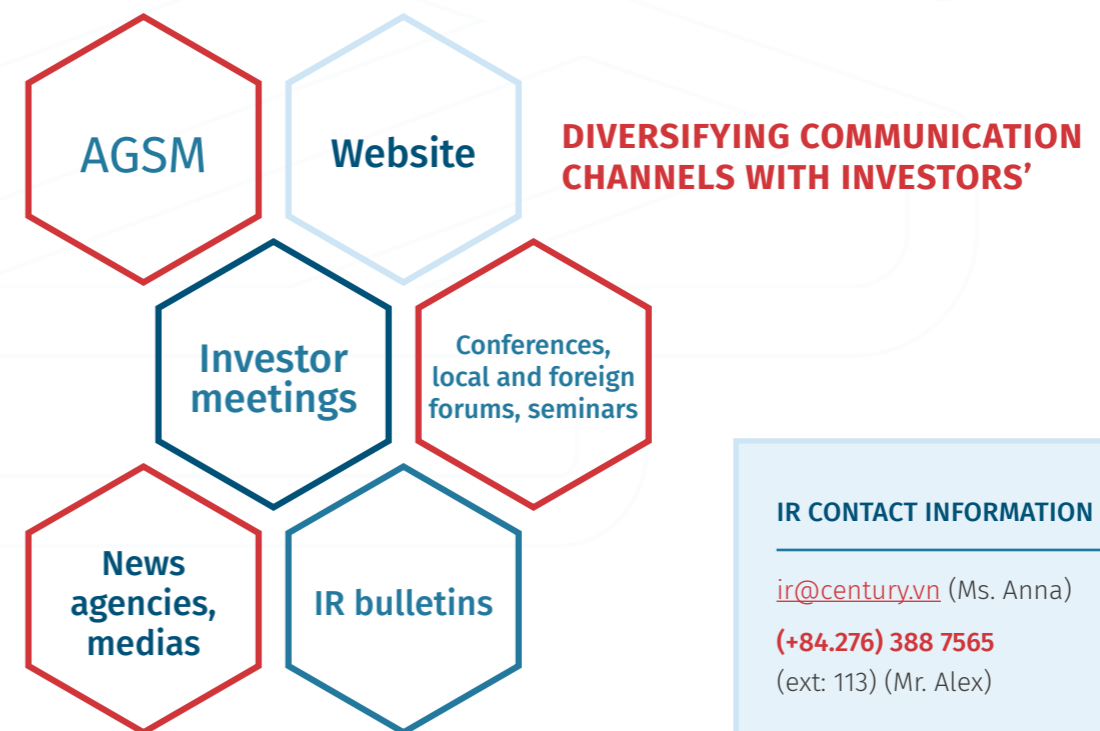 AGSM
Website
DIVERSIFYING COMMUNICATION
CHANNELS WITH INVESTORS’
Investor
meetings
Conferences,
local and foreign
forums, seminars
News
agencies,
medias
IR bulletins
IR CONTACT INFORMATION
ir@century.vn (Ms. Anna)
(+84.276) 388 7565
(ext: 113) (Mr. Alex)